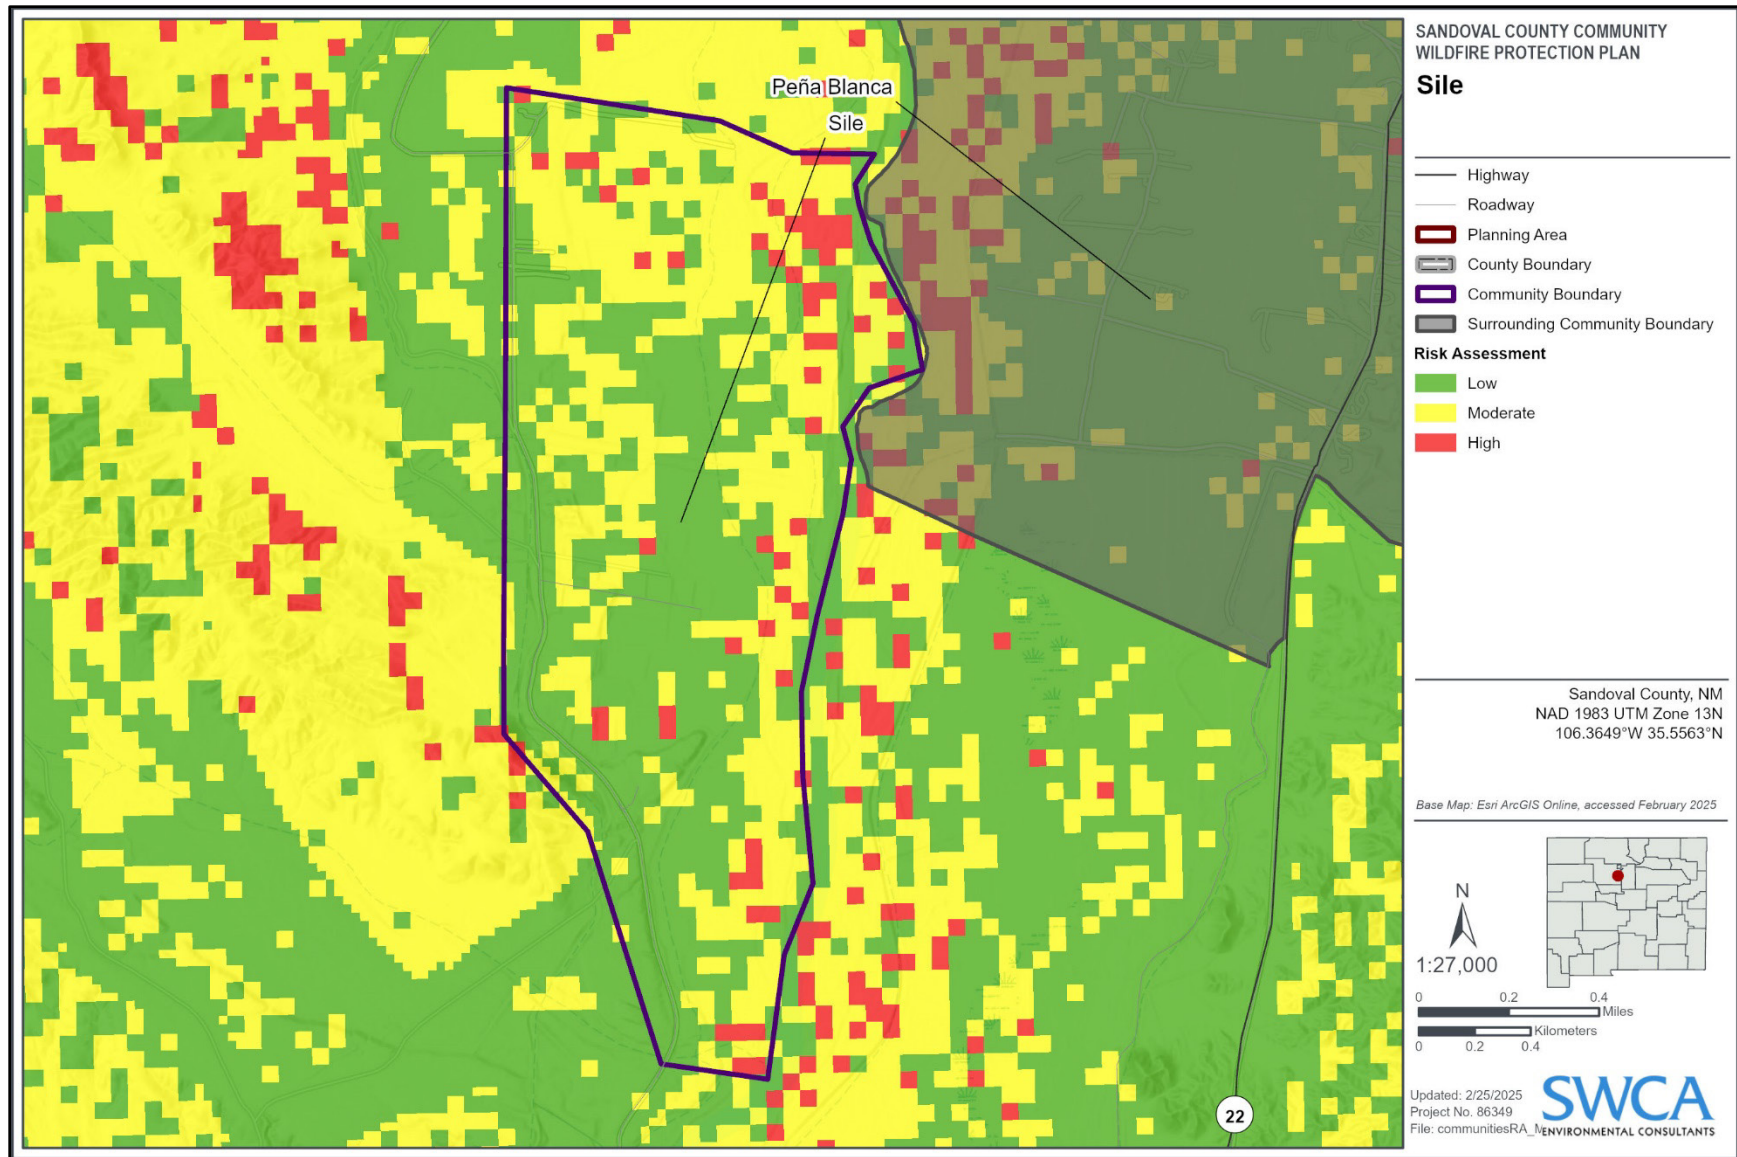 SANDOVAL COUNTY COMMUNITY
WILDFIRE PROTECTION PLAN
Sile
Peña Blanca
Sile
Highway
Roadway
Planning Area
County Boundary
Community Boundary
Surrounding Community Boundary
Risk Assessment
Low
Moderate
High
Sandoval County, NM
NAD 1983 UTM Zone 13N
106.3649°W 35.5563°N
Base Map: Esri ArcGIS Online, accessed February 2025
N
1:27,000
0 0.2 0.4
Miles
Kilometers
0 0.2 0.4
22
Updated: 2/25/2025
Project No. 86349
File: communitiesRA_M
SWCA
ENVIRONMENTAL CONSULTANTS